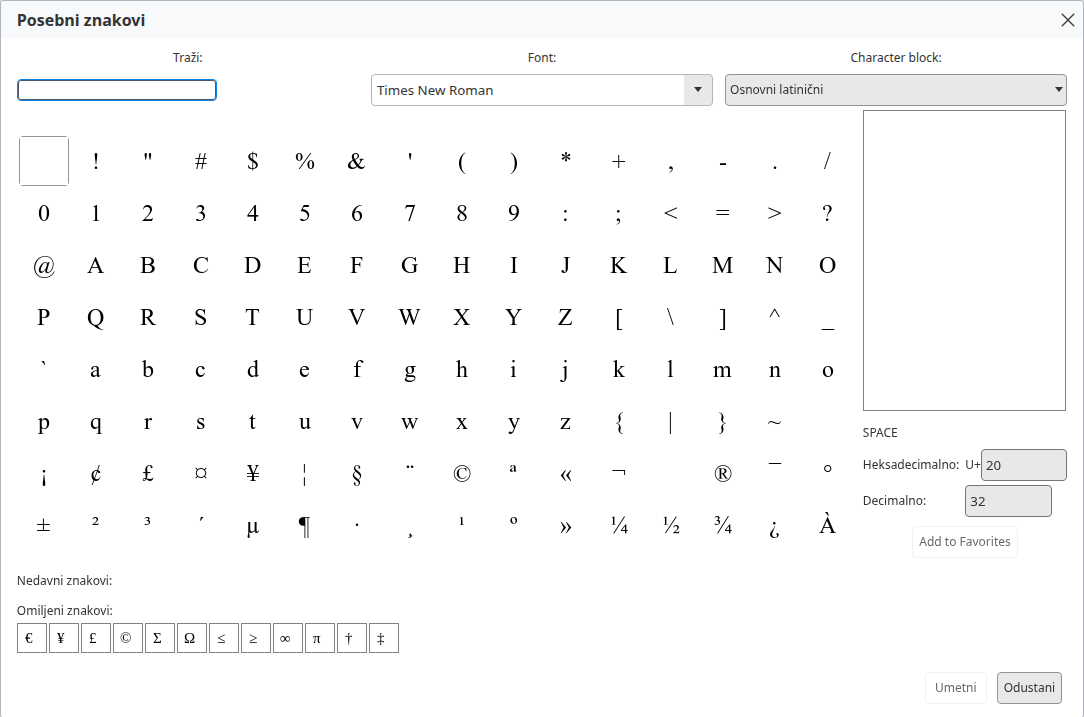 Posebni znakovi
Traži: Font: Character block:
Times New Roman Osnovni latinični
! " # $ % & ' ( ) * + , - . /
0 1 2 3 4 5 6 7 8 9 : ; < = > ?
@ A B C D E F G H I J K L M N O
P Q R S T U V W X Y Z [ \ ] ^ _
` a b c d e f g h i j k l m n o
p q r s t u v w x y z { | } ~
¡ ¢ £ ¤ ¥ ¦ § ¨ © ª « ¬ ® ¯ °
± ² ³ ´ µ ¶ · ¸ ¹ º » ¼ ½ ¾ ¿ À
SPACE
Heksadecimalno: U+ 20
Decimalno: 32
Add to Favorites
Nedavni znakovi:
Omiljeni znakovi:
€ ¥ £ © Σ Ω ≤ ≥ ∞ π † ‡
Umetni Odustani